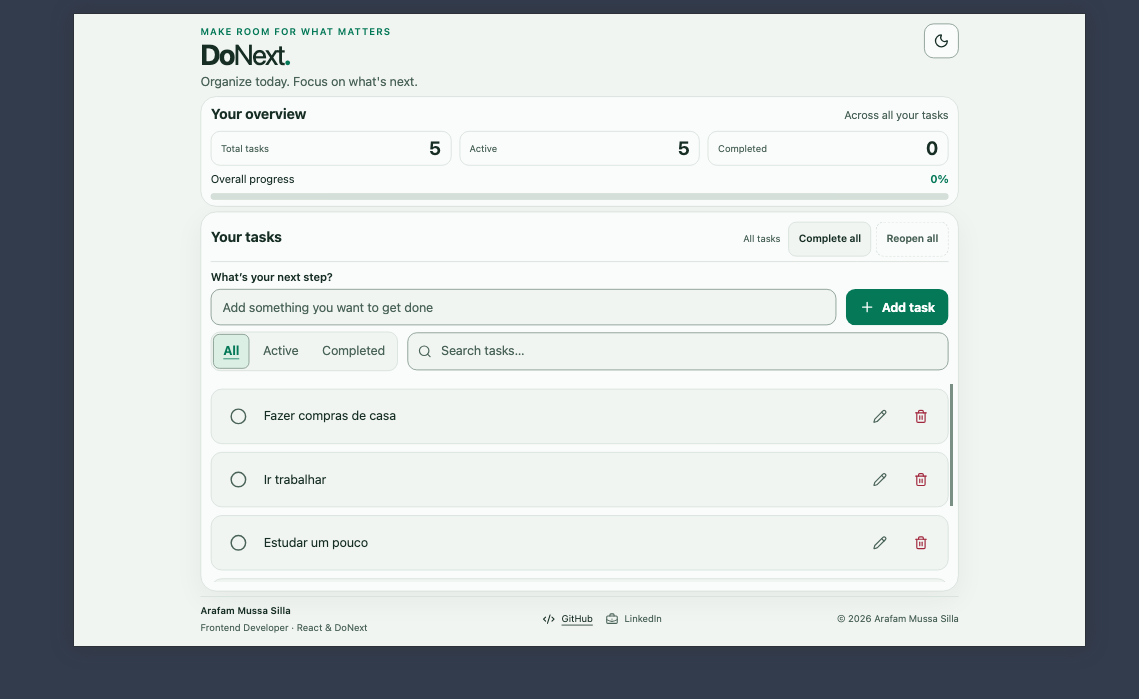 MAKE ROOM FOR WHAT MATTERS
DoNext.
Organize today. Focus on what's next.
Your overview
Across all your tasks
Total tasks 5
Active 5
Completed 0
Overall progress 0%
Your tasks
All tasks
Complete all
Reopen all
What's your next step?
Add something you want to get done
+ Add task
All
Active
Completed
Search tasks...
Fazer compras de casa
Ir trabalhar
Estudar um pouco
Arafam Mussa Silla
Frontend Developer · React & DoNext
GitHub
LinkedIn
© 2026 Arafam Mussa Silla